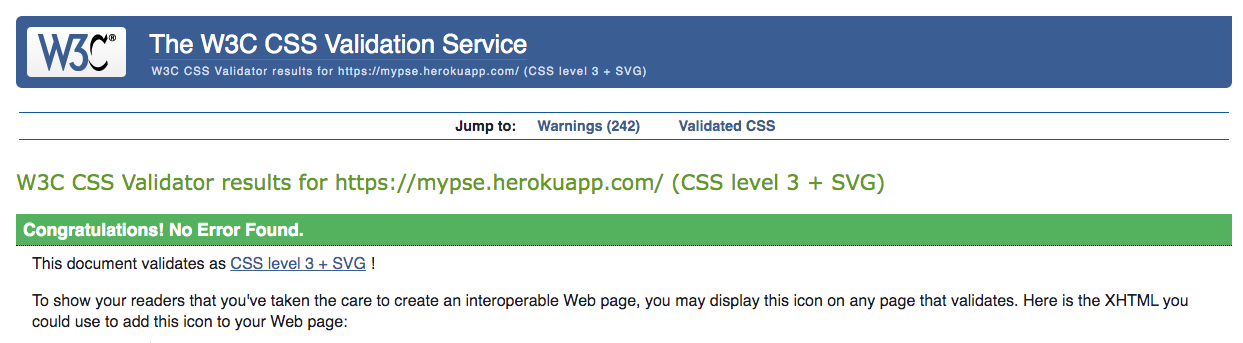 W3C® The W3C CSS Validation Service
W3C CSS Validator results for https://mypse.herokuapp.com/ (CSS level 3 + SVG)
Jump to: Warnings (242) Validated CSS
W3C CSS Validator results for https://mypse.herokuapp.com/ (CSS level 3 + SVG)
Congratulations! No Error Found.
This document validates as CSS level 3 + SVG !
To show your readers that you've taken the care to create an interoperable Web page, you may display this icon on any page that validates. Here is the XHTML you
could use to add this icon to your Web page: